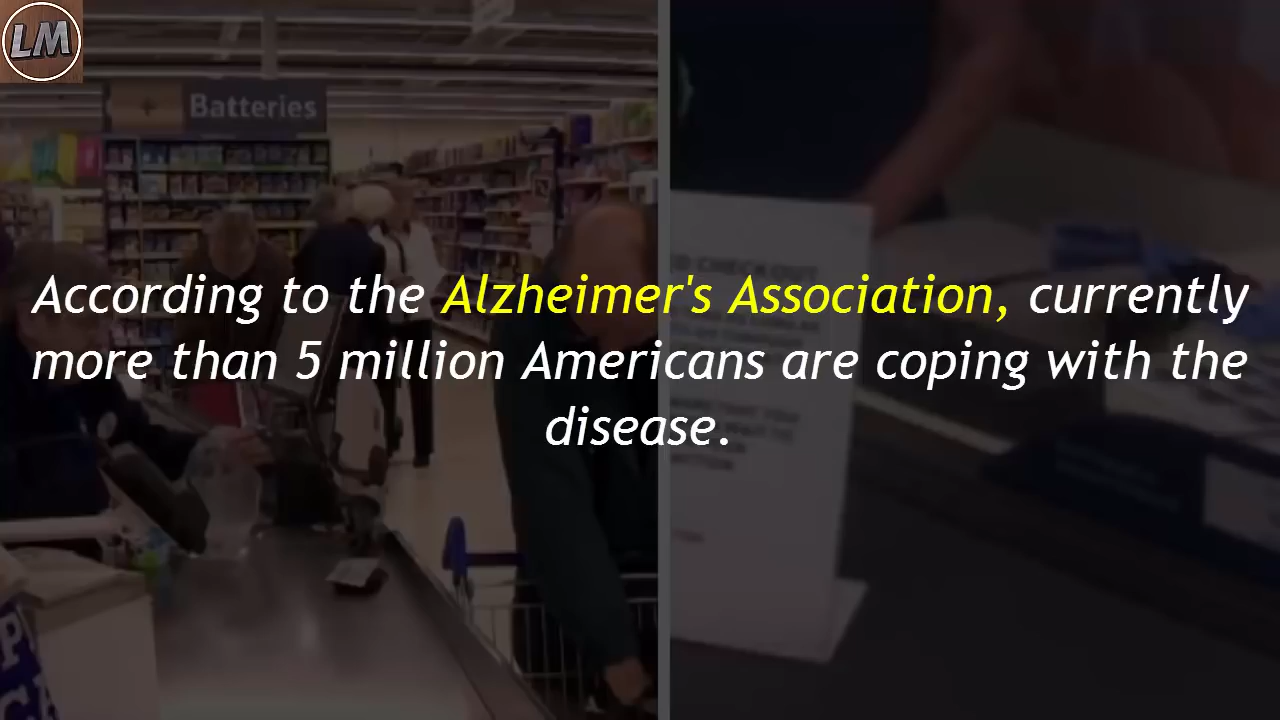 LM
Batteries
According to the Alzheimer's Association, currently
more than 5 million Americans are coping with the
disease.